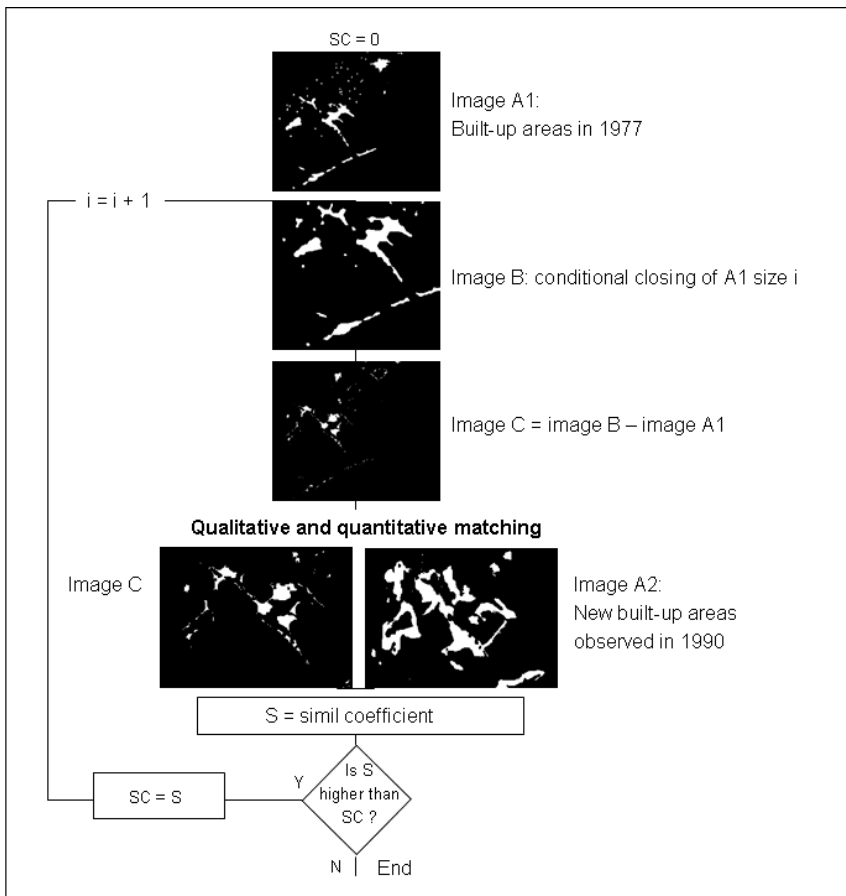 SC = 0
Image A1:
Built-up areas in 1977
i = i + 1
Image B: conditional closing of A1 size i
Image C = image B – image A1
Qualitative and quantitative matching
Image C
Image A2:
New built-up areas
observed in 1990
S = simil coefficient
Is S
higher than
SC ?
Y
SC = S
N
End